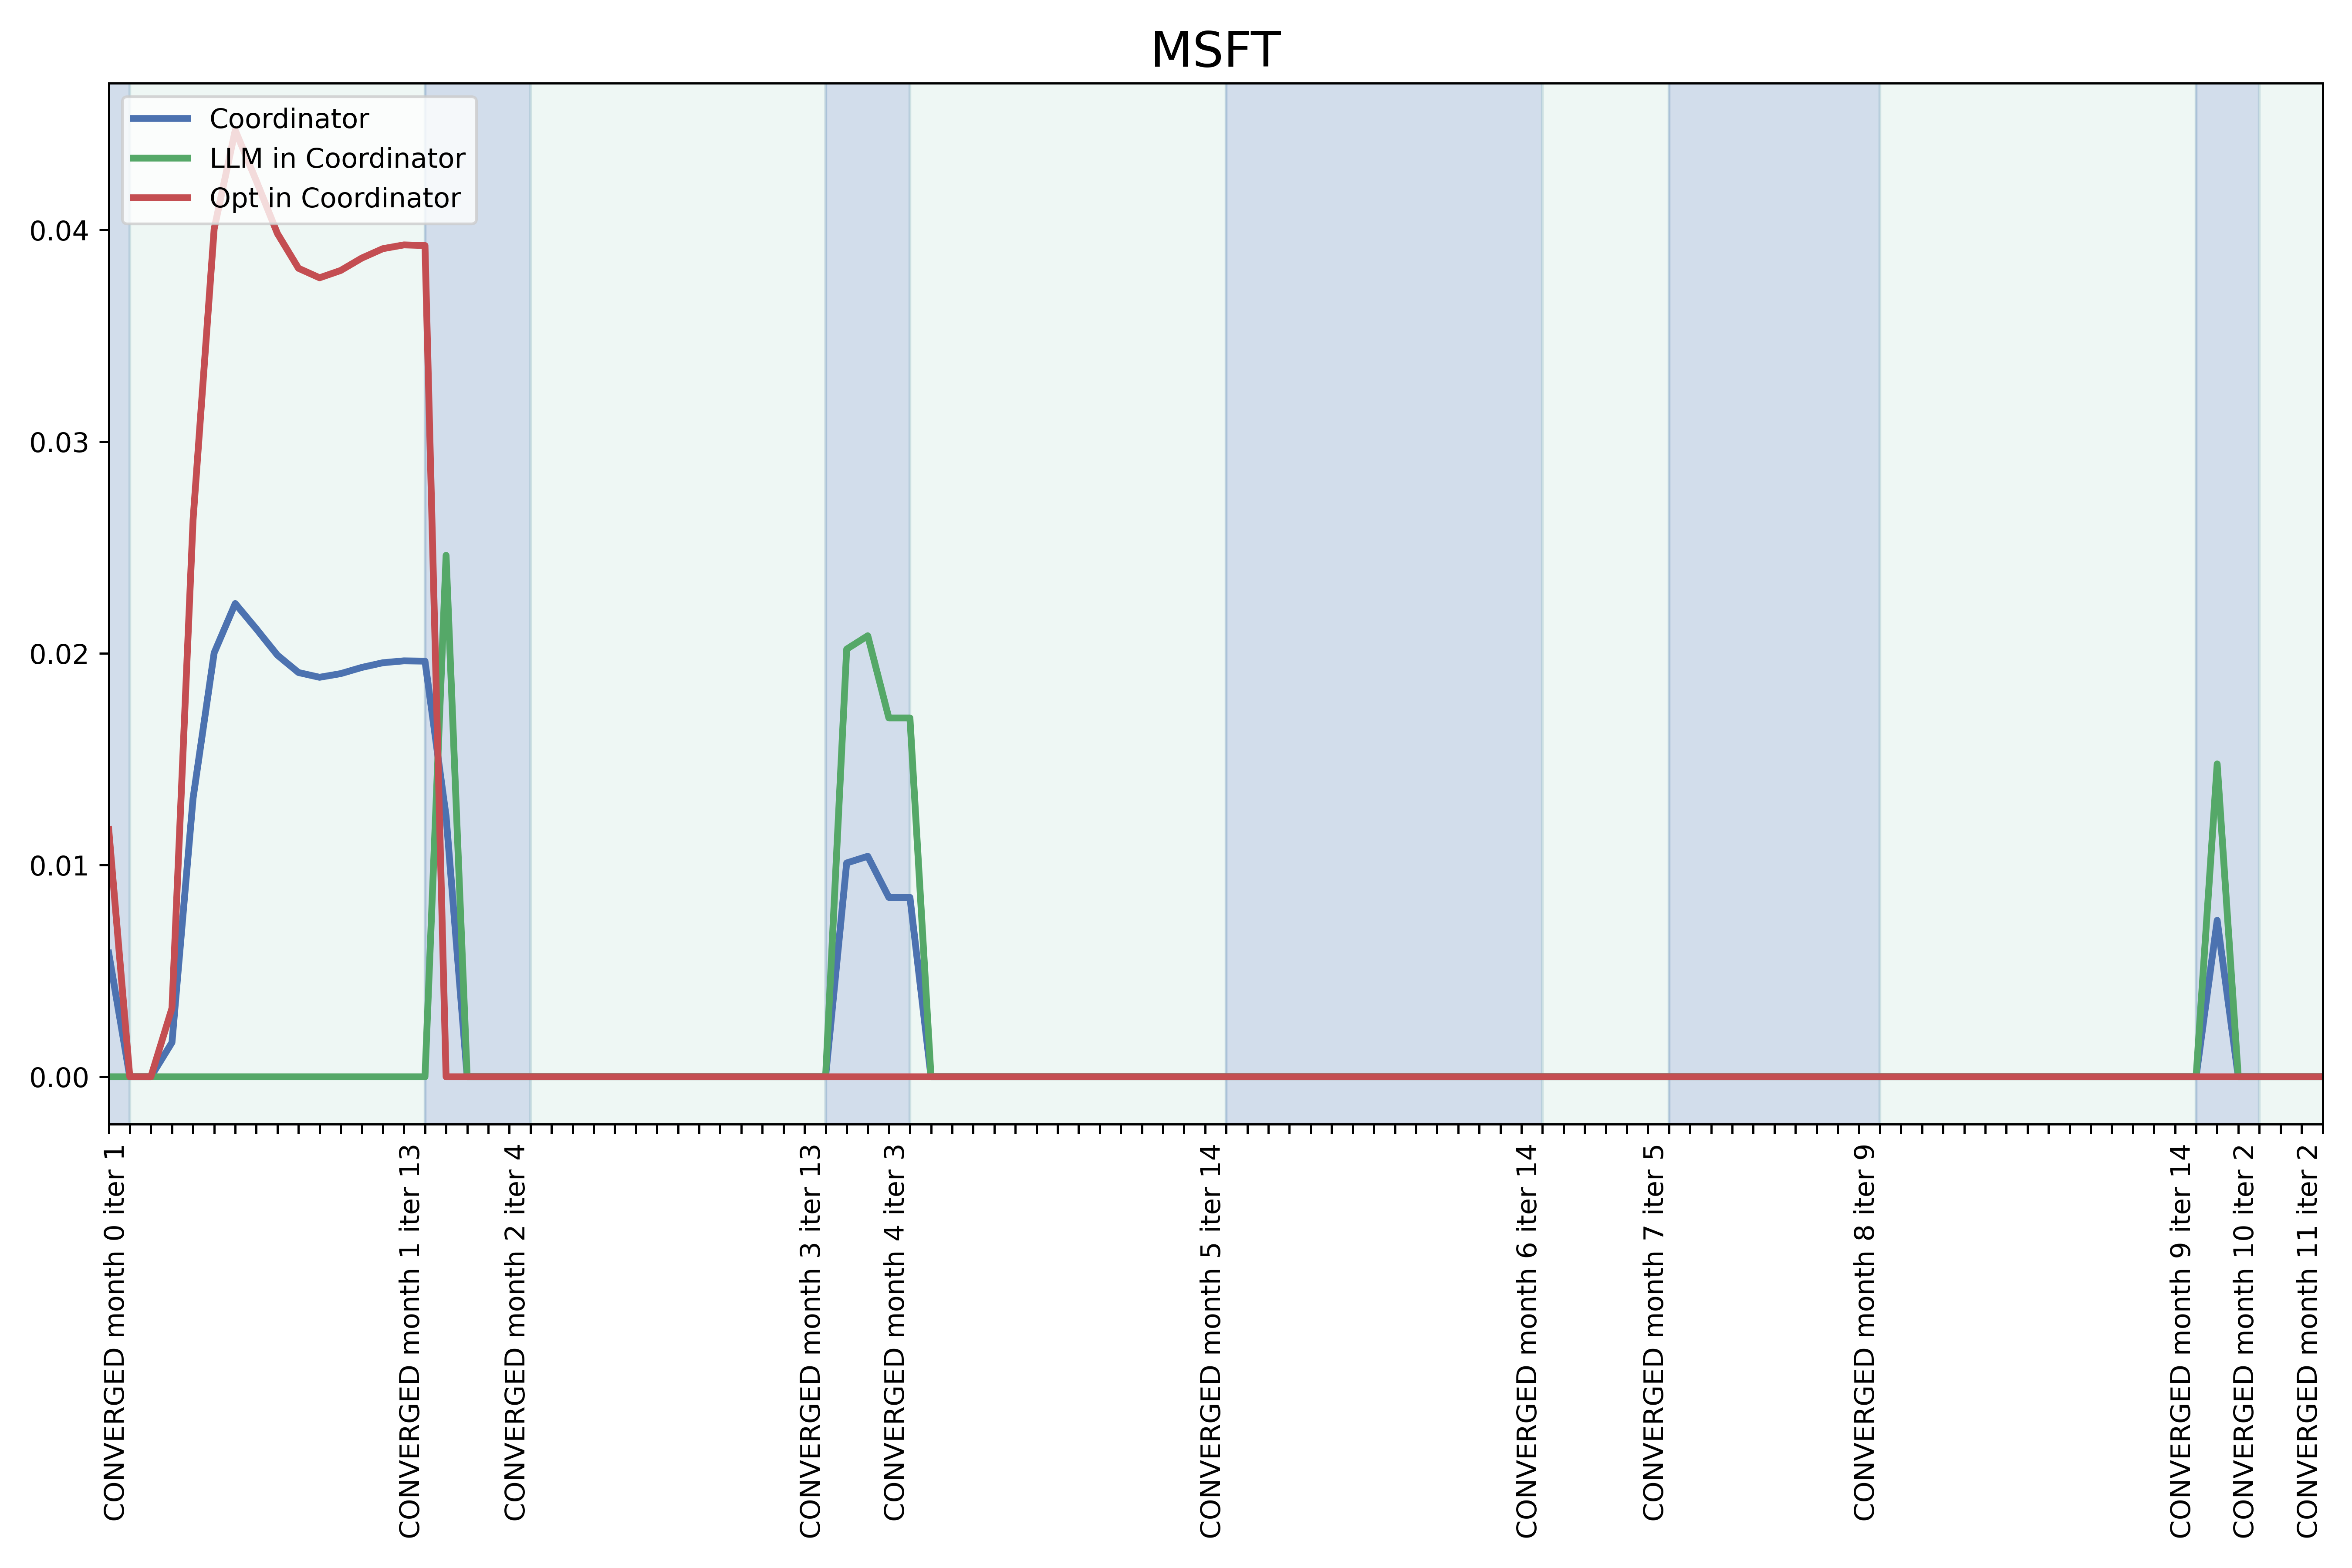 MSFT
Coordinator
LLM in Coordinator
Opt in Coordinator
0.04
0.03
0.02
0.01
0.00
CONVERGED month 0 iter 1
CONVERGED month 1 iter 13
CONVERGED month 2 iter 4
CONVERGED month 3 iter 13
CONVERGED month 4 iter 3
CONVERGED month 5 iter 14
CONVERGED month 6 iter 14
CONVERGED month 7 iter 5
CONVERGED month 8 iter 9
CONVERGED month 9 iter 14
CONVERGED month 10 iter 2
CONVERGED month 11 iter 2